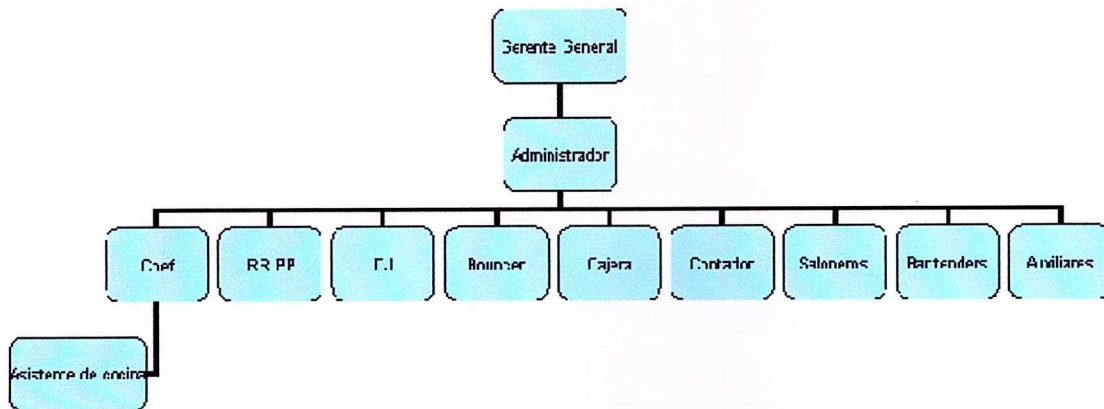 Gerente General
Administrador
Chef
RR PP
DJ
Bouncer
Cajera
Contador
Saloneros
Bartenders
Auxiliares
Asistente de cocina